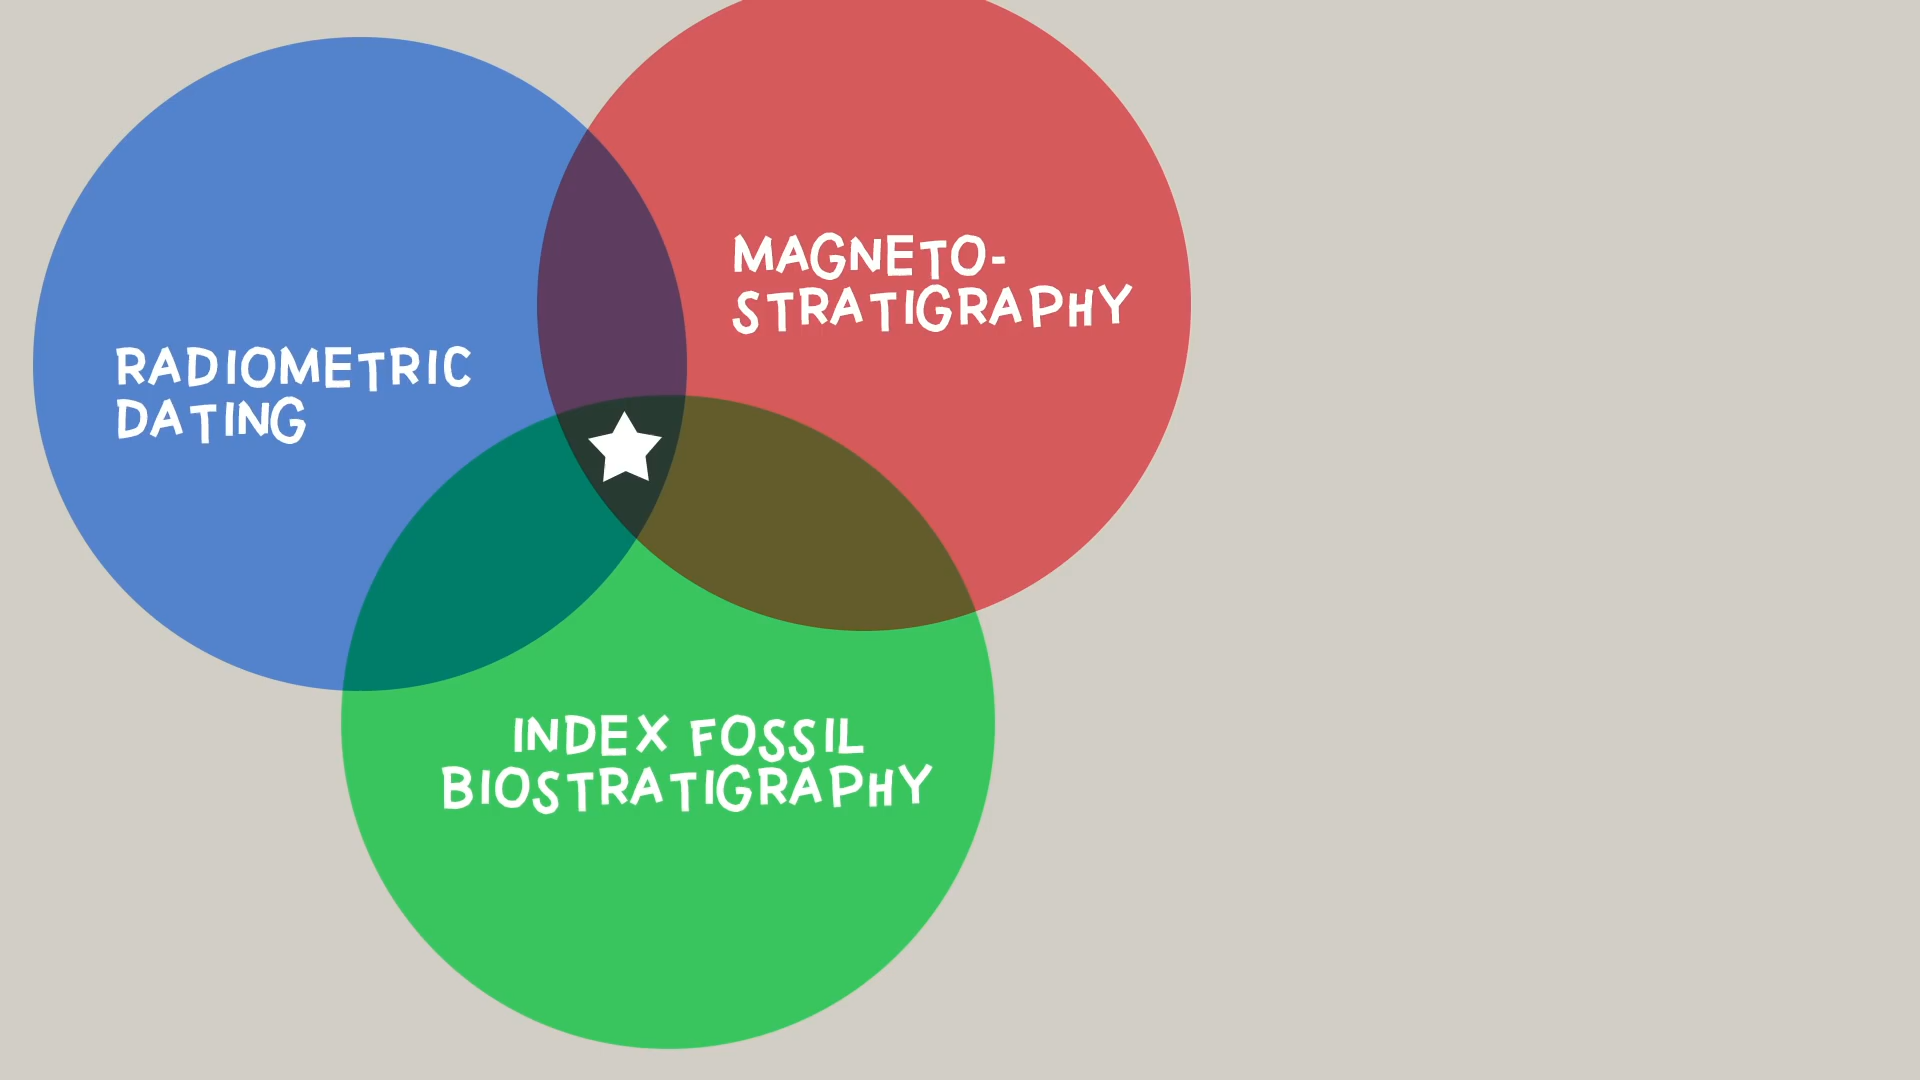 MAGNETO-
STRATIGRAPHY
RADIOMETRIC
DATING
INDEX FOSSIL
BIOSTRATIGRAPHY